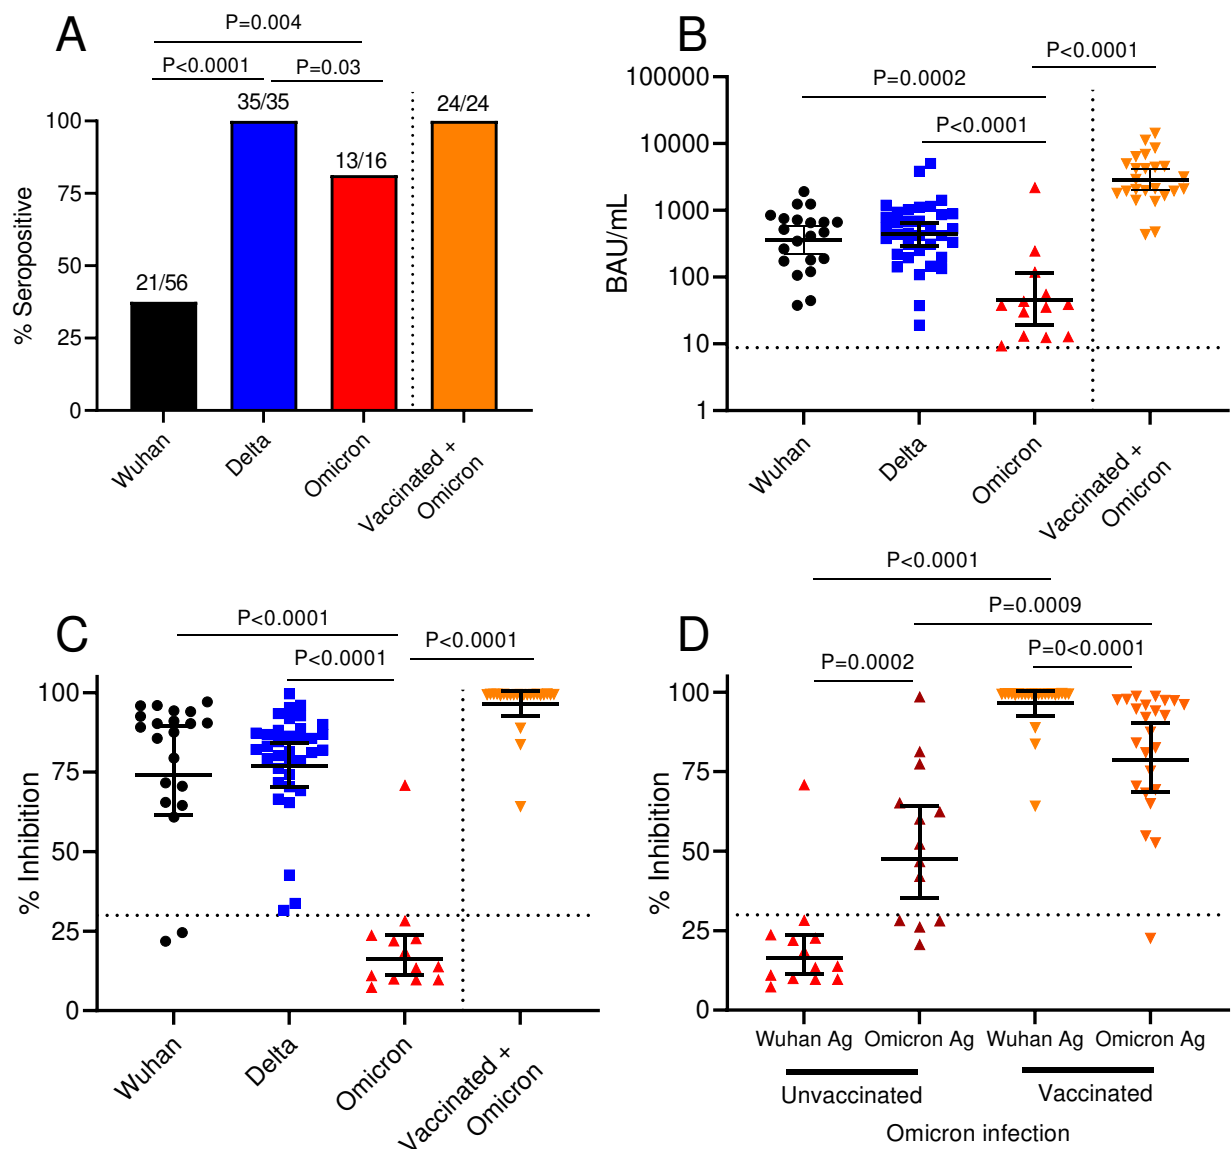 A
P=0.004
P<0.0001
P=0.03
35/35
24/24
13/16
21/56
100
75
50
25
0
% Seropositive
Wuhan
Delta
Omicron
Vaccinated +
Omicron
B
P<0.0001
P=0.0002
P<0.0001
100000
10000
1000
100
10
1
BAU/mL
Wuhan
Delta
Omicron
Vaccinated +
Omicron
C
P<0.0001
P<0.0001
P<0.0001
100
75
50
25
0
% Inhibition
Wuhan
Delta
Omicron
Vaccinated +
Omicron
D
P<0.0001
P=0.0009
P=0.0002
P=0<0.0001
100
75
50
25
0
% Inhibition
Wuhan Ag
Omicron Ag
Wuhan Ag
Omicron Ag
Unvaccinated
Vaccinated
Omicron infection